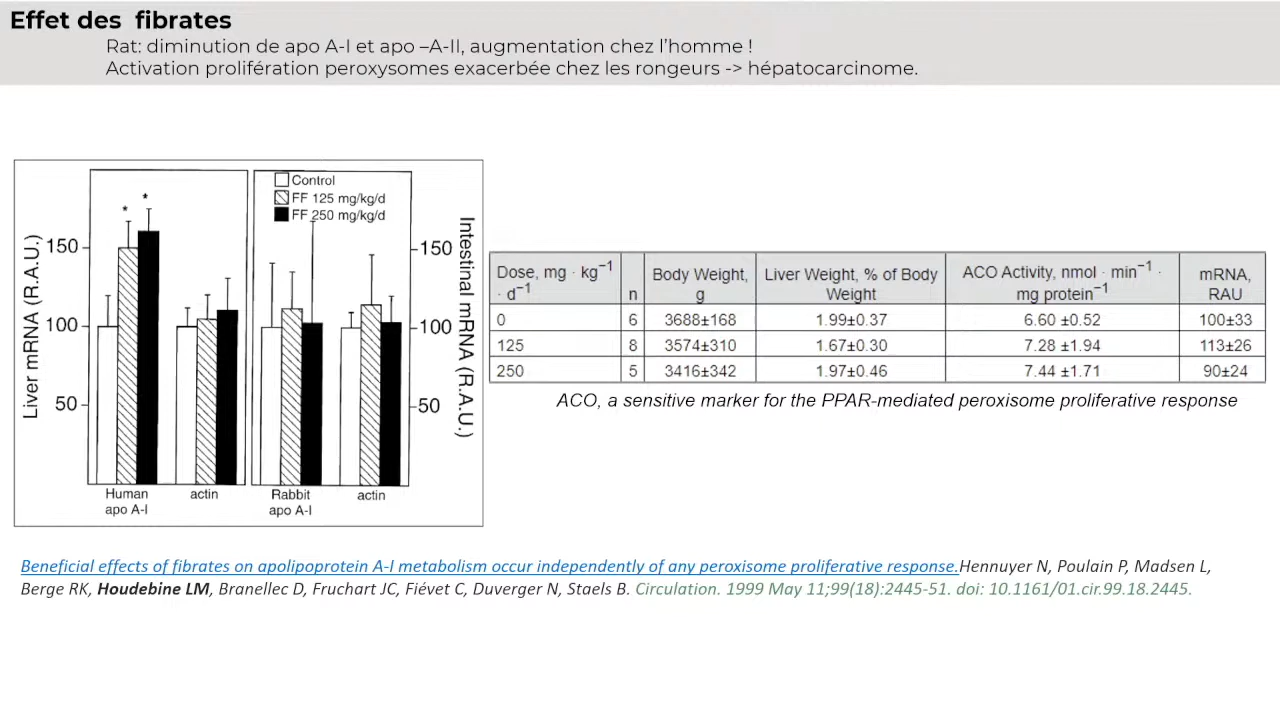 Effet des  fibrates
Rat: diminution de apo A-I et apo –A-II, augmentation chez l'homme !
Activation prolifération peroxysomes exacerbée chez les rongeurs -> hépatocarcinome.
Control
FF 125 mg/kg/d
FF 250 mg/kg/d
Liver mRNA (R.A.U.)
150
100
50
*
*
150
100
50
Intestinal mRNA (R.A.U.)
Human
apo A-I
actin
Rabbit
apo A-I
actin
Dose, mg · kg−1 · d−1 n Body Weight, g Liver Weight, % of Body Weight ACO Activity, nmol · min−1 · mg protein−1 mRNA, RAU
0 6 3688±168 1.99±0.37 6.60 ±0.52 100±33
125 8 3574±310 1.67±0.30 7.28 ±1.94 113±26
250 5 3416±342 1.97±0.46 7.44 ±1.71 90±24
ACO, a sensitive marker for the PPAR-mediated peroxisome proliferative response
Beneficial effects of fibrates on apolipoprotein A-I metabolism occur independently of any peroxisome proliferative response.Hennuyer N, Poulain P, Madsen L,
Berge RK, Houdebine LM, Branellec D, Fruchart JC, Fiévet C, Duverger N, Staels B. Circulation. 1999 May 11;99(18):2445-51. doi: 10.1161/01.cir.99.18.2445.